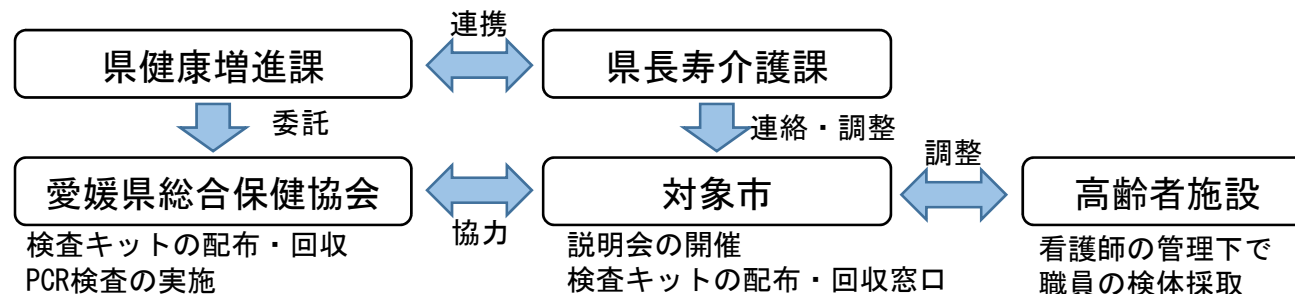 連携
県健康増進課
県長寿介護課
委託
連絡・調整
調整
愛媛県総合保健協会
対象市
高齢者施設
協力
検査キットの配布・回収
PCR検査の実施
説明会の開催
検査キットの配布・回収窓口
看護師の管理下で
職員の検体採取